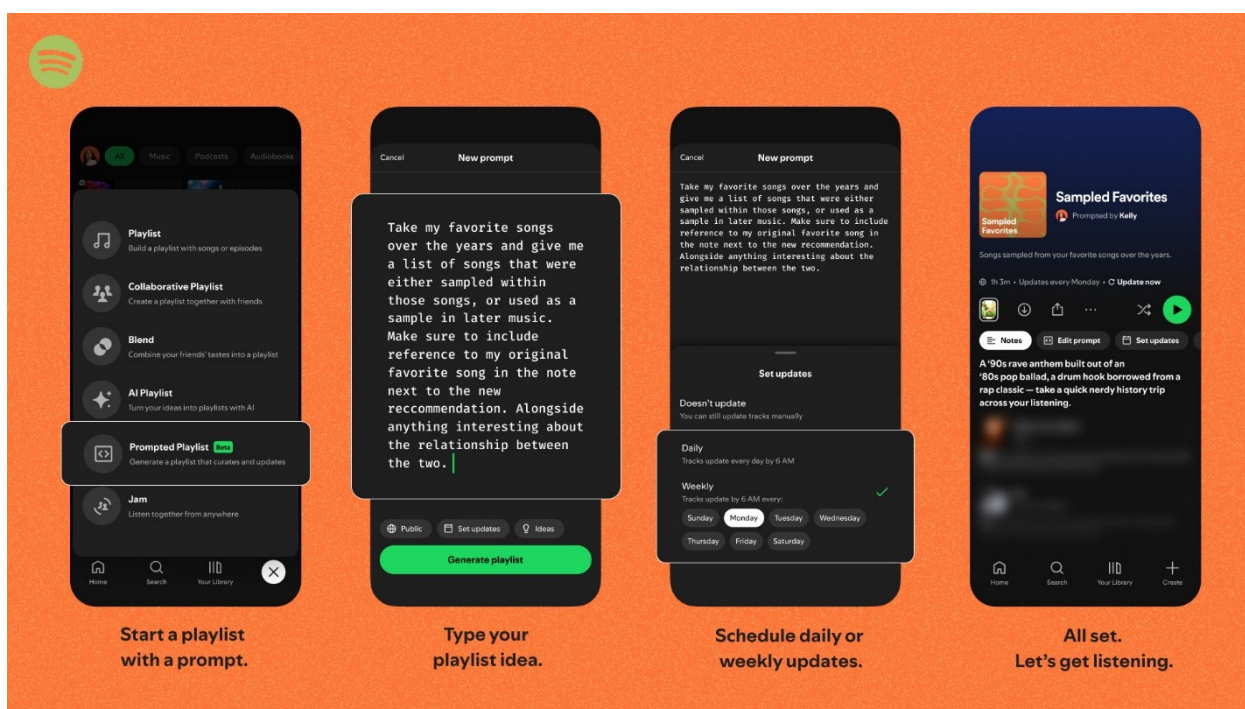 All
Music
Podcasts
Audiobooks
Playlist
Build a playlist with songs or episodes
Collaborative Playlist
Create a playlist together with friends
Blend
Combine your friends' tastes into a playlist
AI Playlist
Turn your ideas into playlists with AI
Prompted Playlist Beta
Generate a playlist that curates and updates
Jam
Listen together from anywhere
Home
Search
Your Library
Start a playlist
with a prompt.
Cancel
New prompt
Take my favorite songs
over the years and give me
a list of songs that were
either sampled within
those songs, or used as a
sample in later music.
Make sure to include
reference to my original
favorite song in the note
next to the new
reccommendation. Alongside
anything interesting about
the relationship between
the two.
Public
Set updates
Ideas
Generate playlist
Type your
playlist idea.
Cancel
New prompt
Take my favorite songs over the years and
give me a list of songs that were either
sampled within those songs, or used as a
sample in later music. Make sure to include
reference to my original favorite song in
the note next to the new recommendation.
Alongside anything interesting about the
relationship between the two.
Set updates
Doesn't update
You can still update tracks manually
Daily
Tracks update every day by 6 AM
Weekly
Tracks update by 6 AM every:
Sunday
Monday
Tuesday
Wednesday
Thursday
Friday
Saturday
Schedule daily or
weekly updates.
Sampled
Favorites
Sampled Favorites
Prompted by Kelly
Songs sampled from your favorite songs over the years.
1h 3m • Updates every Monday • Update now
Notes
Edit prompt
Set updates
A '90s rave anthem built out of an
'80s pop ballad, a drum hook borrowed from a
rap classic — take a quick nerdy history trip
across your listening.
Home
Search
Your Library
Create
All set.
Let's get listening.